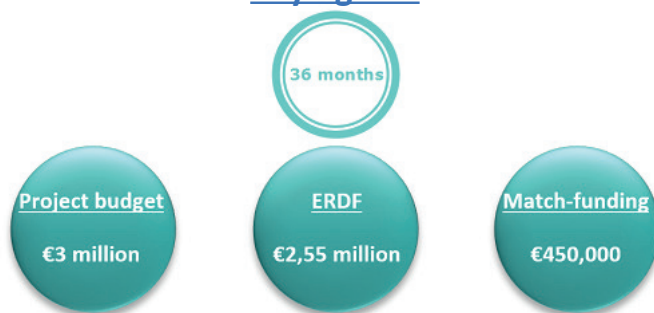 36 months
Project budget
€3 million
ERDF
€2,55 million
Match-funding
€450,000